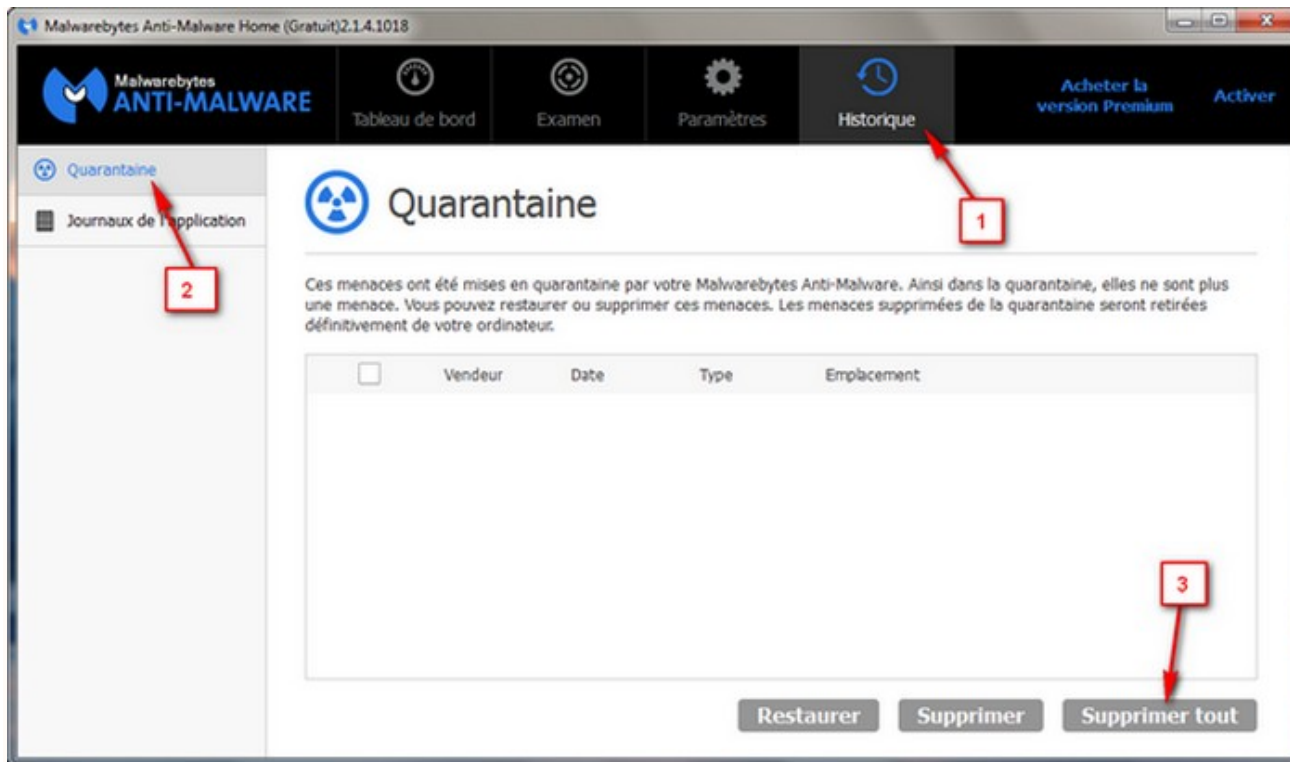 Malwarebytes Anti-Malware Home (Gratuit)2.1.4.1018
Malwarebytes
ANTI-MALWARE
Tableau de bord
Examen
Paramètres
Historique
Acheter la
version Premium
Activer
1
Quarantaine
Journaux de l'application
2
Quarantaine
Ces menaces ont été mises en quarantaine par votre Malwarebytes Anti-Malware. Ainsi dans la quarantaine, elles ne sont plus
une menace. Vous pouvez restaurer ou supprimer ces menaces. Les menaces supprimées de la quarantaine seront retirées
définitivement de votre ordinateur.
Vendeur Date Type Emplacement
3
Restaurer Supprimer Supprimer tout